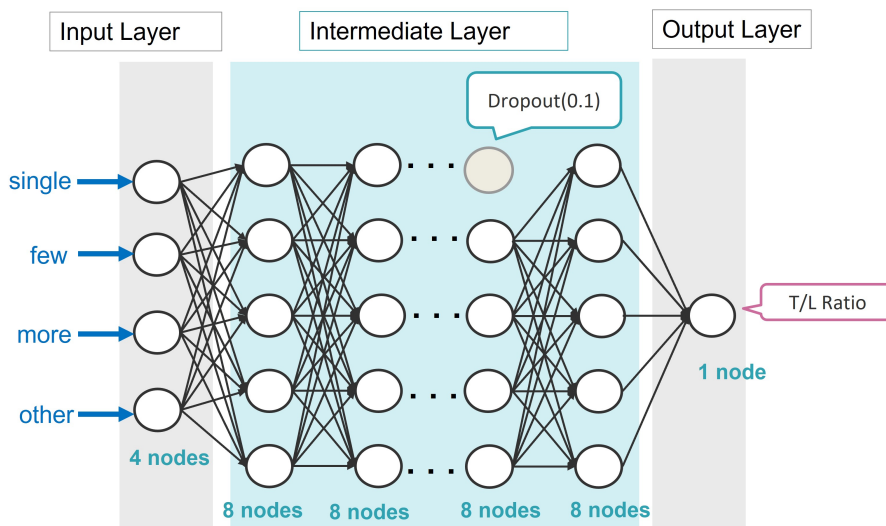 Input Layer
Intermediate Layer
Output Layer
Dropout(0.1)
single
few
more
other
T/L Ratio
1 node
4 nodes
8 nodes
8 nodes
8 nodes
8 nodes